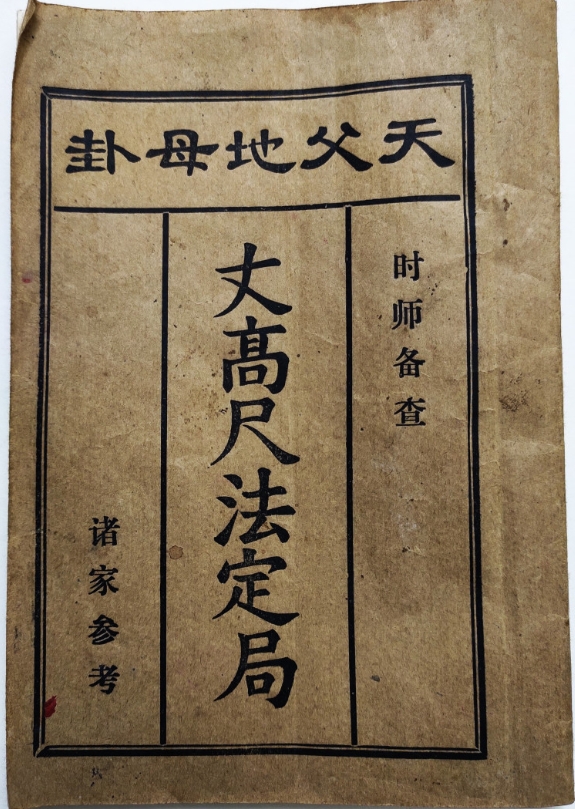 天父地母卦
时师备查
丈高尺法定局
诸家参考